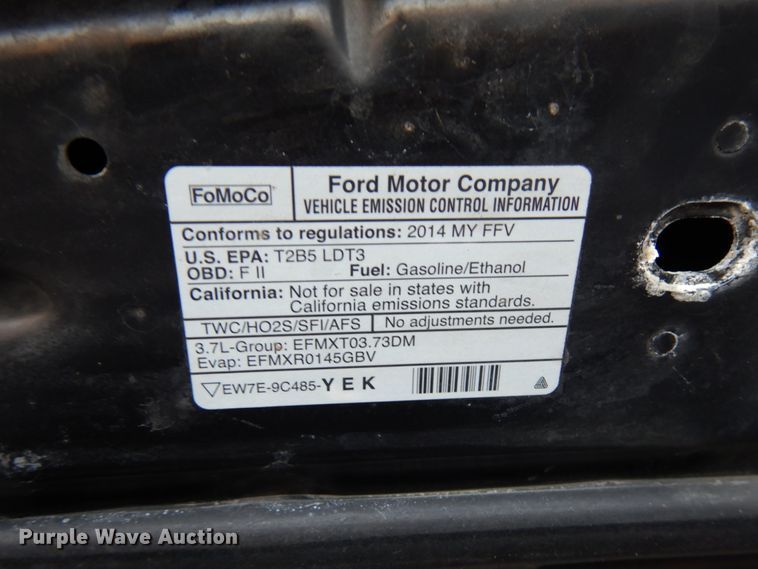 FoMoCo
Ford Motor Company
VEHICLE EMISSION CONTROL INFORMATION
Conforms to regulations: 2014 MY FFV
U.S. EPA: T2B5 LDT3
OBD: F II Fuel: Gasoline/Ethanol
California: Not for sale in states with
California emissions standards.
TWC/HO2S/SFI/AFS No adjustments needed.
3.7L-Group: EFMXT03.73DM
Evap: EFMXR0145GBV
EW7E-9C485-YEK
Purple Wave Auction